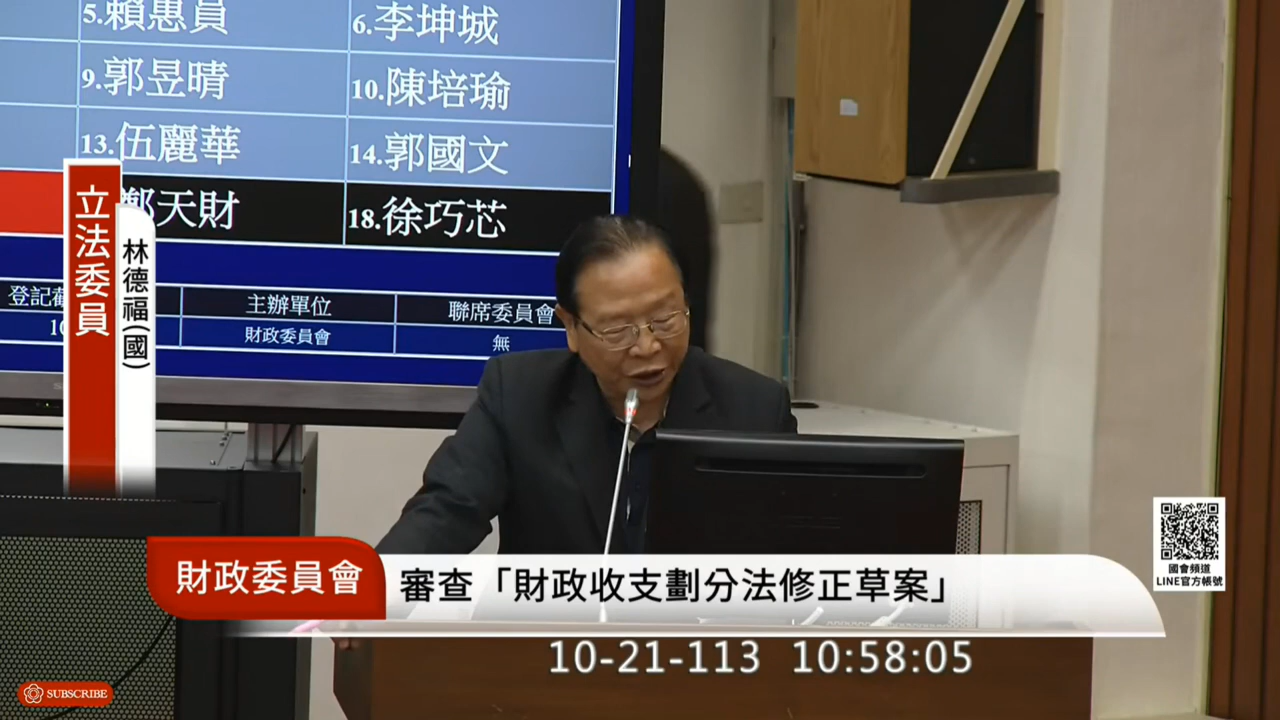 5.賴惠員 6.李坤城
9.郭昱晴 10.陳培瑜
13.伍麗華 14.郭國文
鄭天財 18.徐巧芯
登記 主辦單位 聯席委員會
10 財政委員會 無
立法委員
林德福(國)
財政委員會
審查「財政收支劃分法修正草案」
國會頻道
LINE官方帳號
10-21-113 10:58:05
SUBSCRIBE